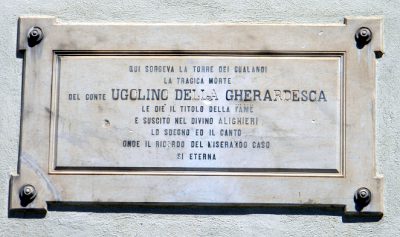 QUI SORGEVA LA TORRE DEI GUALANDI
LA TRAGICA MORTE
DEL CONTE UGOLINO DELLA GHERARDESCA
LE DIÈ IL TITOLO DELLA FAME
E SUSCITÒ NEL DIVINO ALIGHIERI
LO SDEGNO ED IL CANTO
ONDE IL RICORDO DEL MISERANDO CASO
SI ETERNA